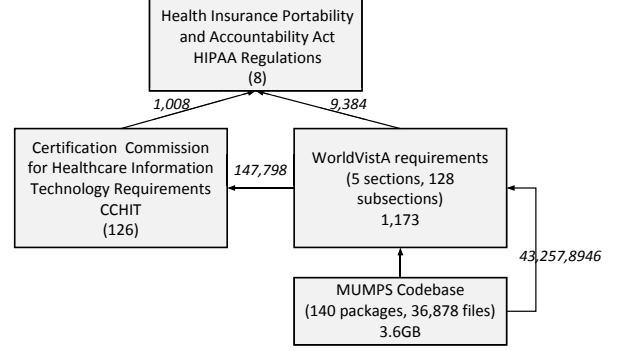 Health Insurance Portability
and Accountability Act
HIPAA Regulations
(8)
1,008
9,384
Certification Commission
for Healthcare Information
Technology Requirements
CCHIT
(126)
147,798
WorldVistA requirements
(5 sections, 128
subsections)
1,173
43,257,8946
MUMPS Codebase
(140 packages, 36,878 files)
3.6GB